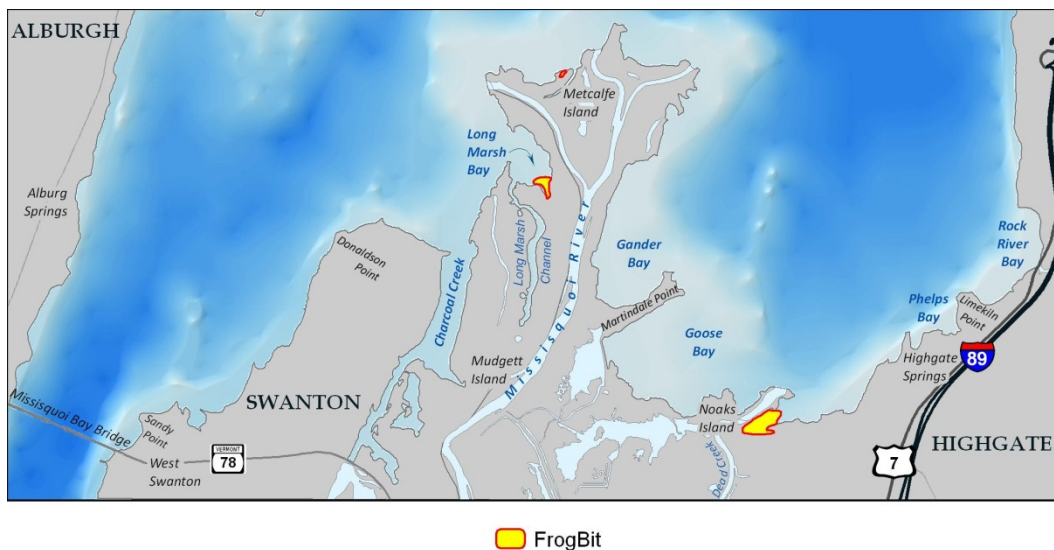 ALBURGH
Metcalfe
Island
Long
Marsh
Bay
Alburg
Springs
Donaldson
Point
Charcoal Creek
Long Marsh
Channel
Missisquoi River
Gander
Bay
Rock
River
Bay
Martindale Point
Phelps
Bay
Limekiln
Point
Goose
Bay
Mudgett
Island
Highgate
Springs
89
Missisquoi Bay Bridge
Sandy
Point
SWANTON
Noaks
Island
HIGHGATE
West
Swanton
VERMONT
78
Dead Creek
7
FrogBit